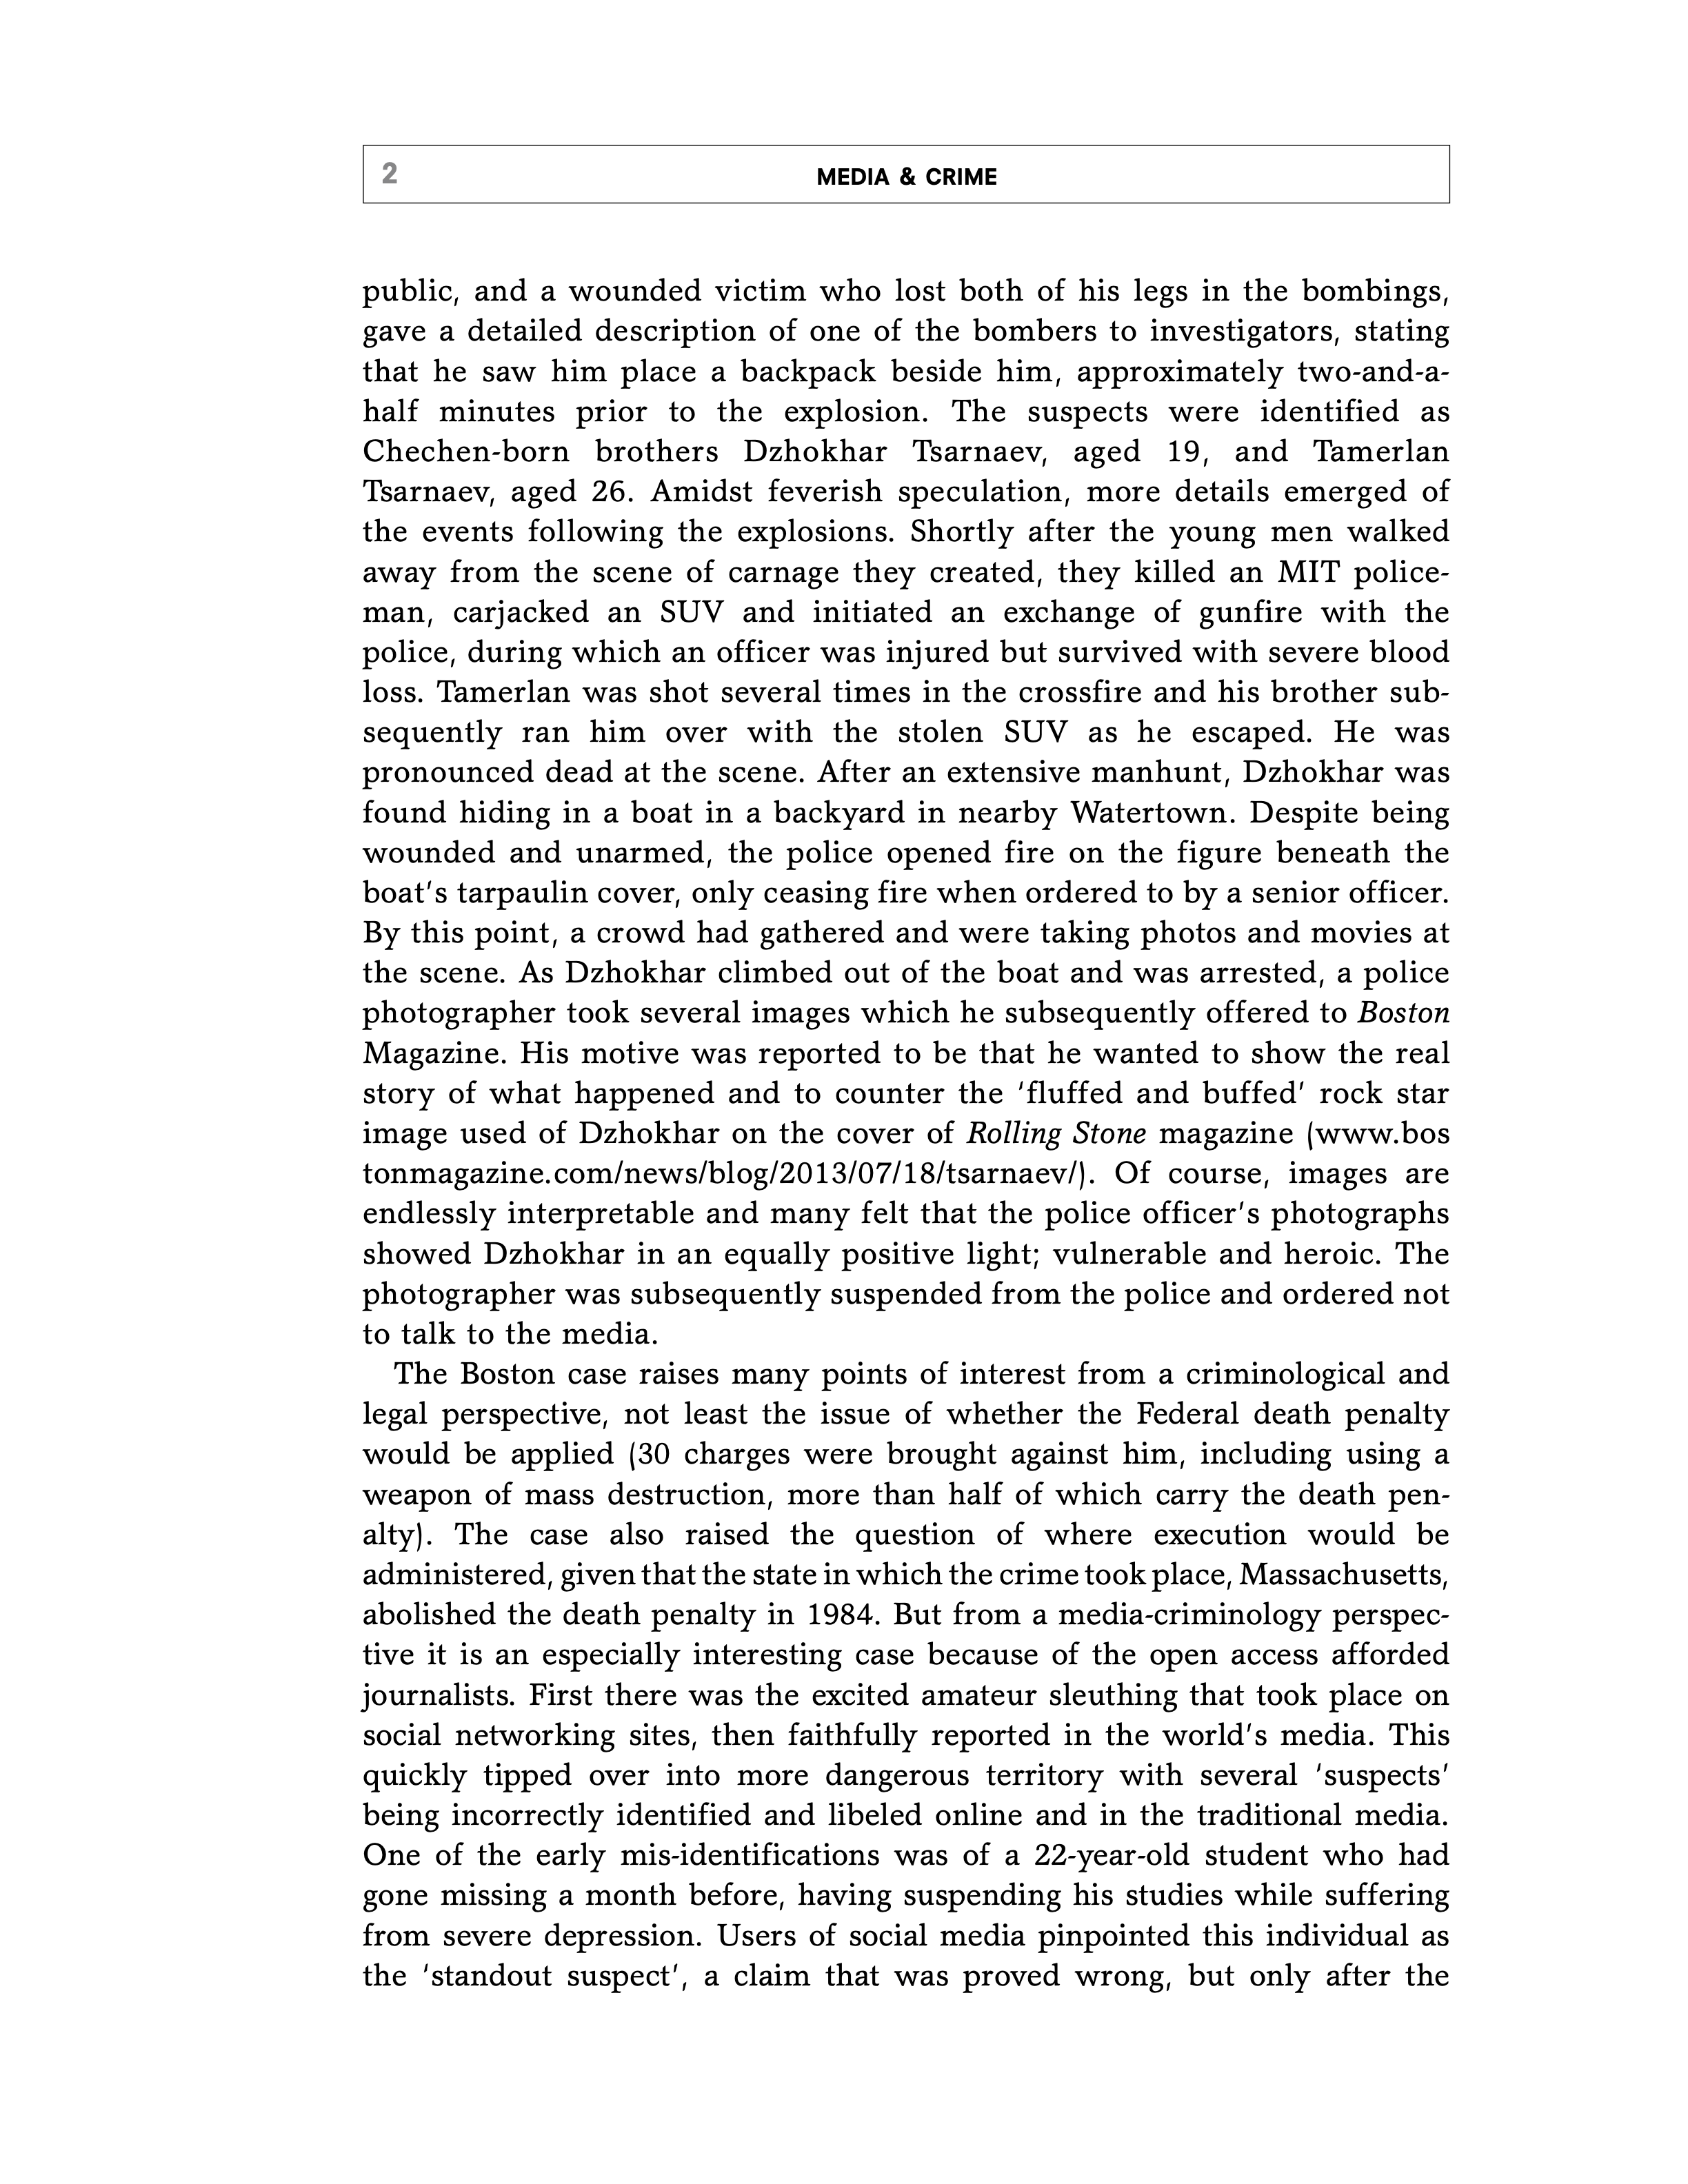 2
MEDIA & CRIME
public, and a wounded victim who lost both of his legs in the bombings,
gave a detailed description of one of the bombers to investigators, stating
that he saw him place a backpack beside him, approximately two-and-a-
half minutes prior to the explosion. The suspects were identified as
Chechen-born brothers Dzhokhar Tsarnaev, aged 19, and Tamerlan
Tsarnaev, aged 26. Amidst feverish speculation, more details emerged of
the events following the explosions. Shortly after the young men walked
away from the scene of carnage they created, they killed an MIT police-
man, carjacked an SUV and initiated an exchange of gunfire with the
police, during which an officer was injured but survived with severe blood
loss. Tamerlan was shot several times in the crossfire and his brother sub-
sequently ran him over with the stolen SUV as he escaped. He was
pronounced dead at the scene. After an extensive manhunt, Dzhokhar was
found hiding in a boat in a backyard in nearby Watertown. Despite being
wounded and unarmed, the police opened fire on the figure beneath the
boat's tarpaulin cover, only ceasing fire when ordered to by a senior officer.
By this point, a crowd had gathered and were taking photos and movies at
the scene. As Dzhokhar climbed out of the boat and was arrested, a police
photographer took several images which he subsequently offered to Boston
Magazine. His motive was reported to be that he wanted to show the real
story of what happened and to counter the ‘fluffed and buffed’ rock star
image used of Dzhokhar on the cover of Rolling Stone magazine (www.bos
tonmagazine.com/news/blog/2013/07/18/tsarnaev/). Of course, images are
endlessly interpretable and many felt that the police officer's photographs
showed Dzhokhar in an equally positive light; vulnerable and heroic. The
photographer was subsequently suspended from the police and ordered not
to talk to the media.
The Boston case raises many points of interest from a criminological and
legal perspective, not least the issue of whether the Federal death penalty
would be applied (30 charges were brought against him, including using a
weapon of mass destruction, more than half of which carry the death pen-
alty). The case also raised the question of where execution would be
administered, given that the state in which the crime took place, Massachusetts,
abolished the death penalty in 1984. But from a media-criminology perspec-
tive it is an especially interesting case because of the open access afforded
journalists. First there was the excited amateur sleuthing that took place on
social networking sites, then faithfully reported in the world's media. This
quickly tipped over into more dangerous territory with several ‘suspects’
being incorrectly identified and libeled online and in the traditional media.
One of the early mis-identifications was of a 22-year-old student who had
gone missing a month before, having suspending his studies while suffering
from severe depression. Users of social media pinpointed this individual as
the ‘standout suspect’, a claim that was proved wrong, but only after the